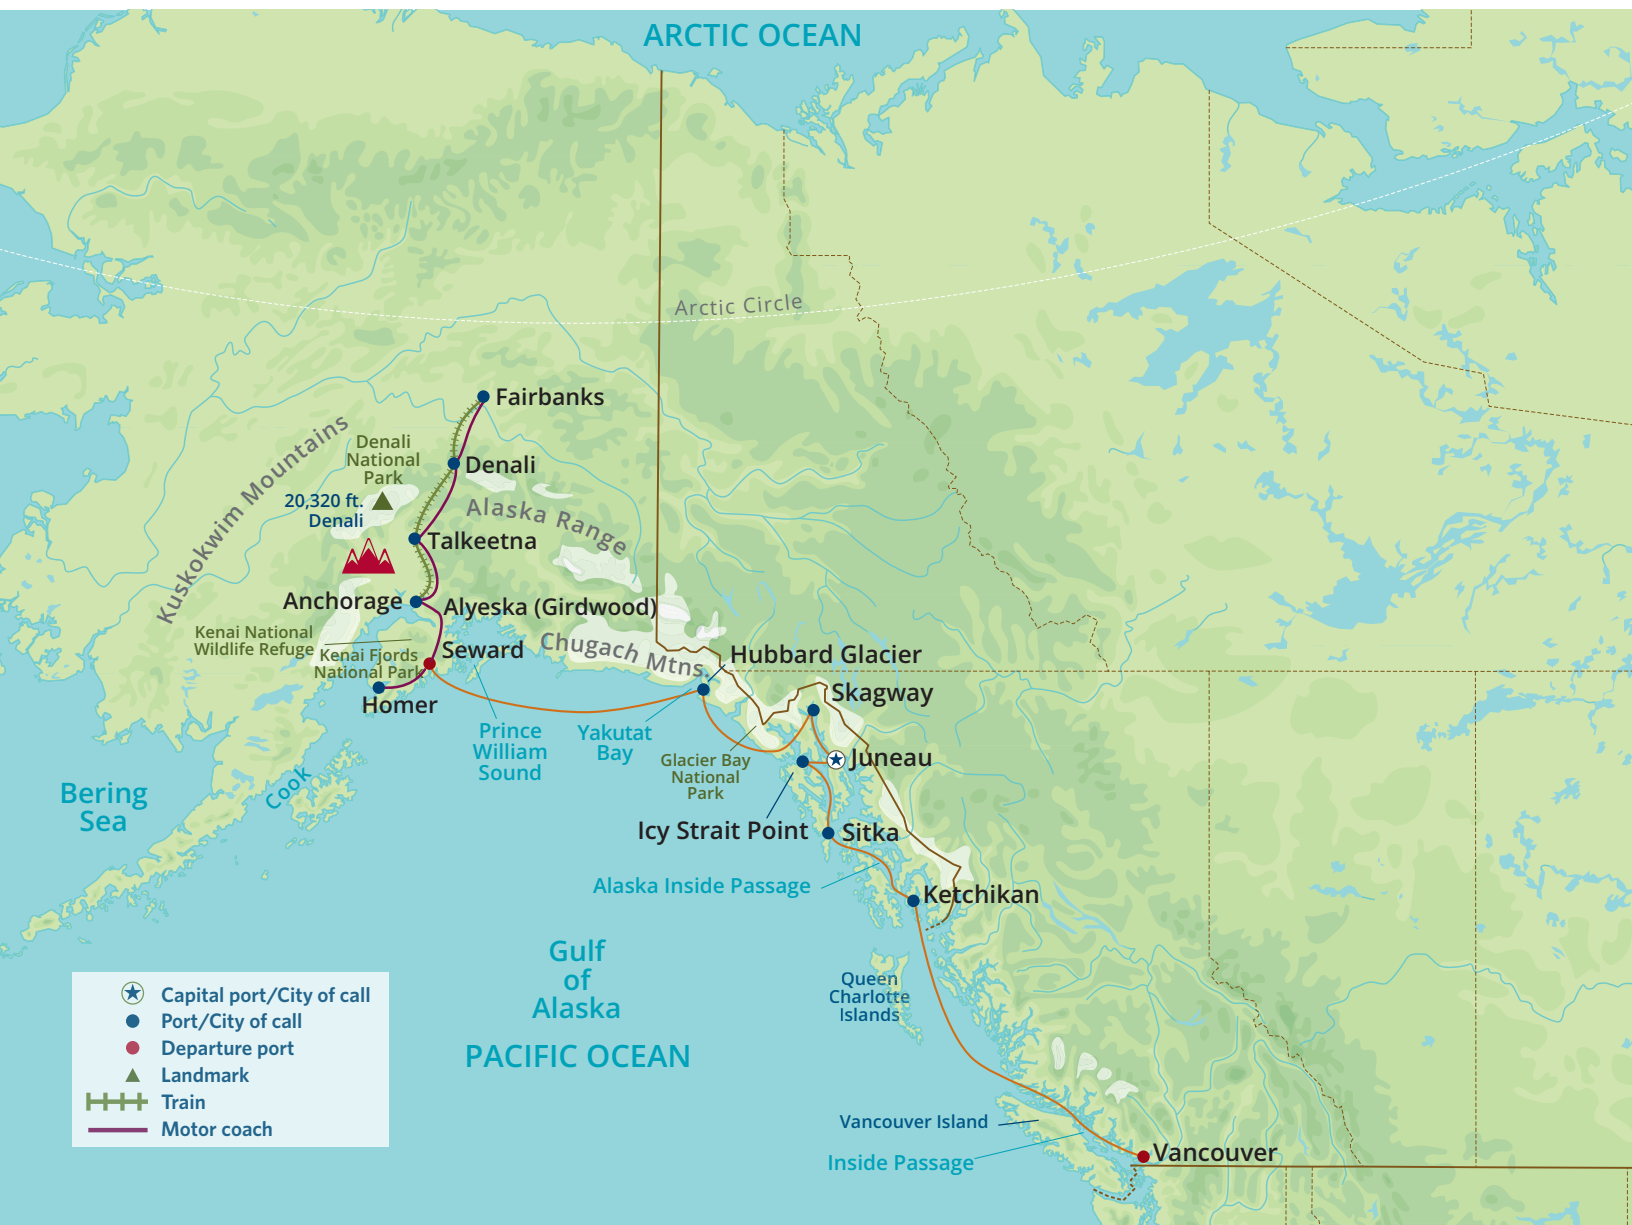 ARCTIC OCEAN
Arctic Circle
Fairbanks
Kuskokwim Mountains
Denali
National
Park
Denali
20,320 ft.
Denali
Alaska Range
Talkeetna
Anchorage
Alyeska (Girdwood)
Kenai National
Wildlife Refuge
Kenai Fjords
National Park
Seward
Chugach Mtns.
Hubbard Glacier
Homer
Skagway
Prince
William
Sound
Yakutat
Bay
Glacier Bay
National
Park
Juneau
Bering
Sea
Cook
Icy Strait Point
Sitka
Alaska Inside Passage
Ketchikan
Gulf
of
Alaska
PACIFIC OCEAN
Queen
Charlotte
Islands
Vancouver Island
Inside Passage
Vancouver
Capital port/City of call
Port/City of call
Departure port
Landmark
Train
Motor coach